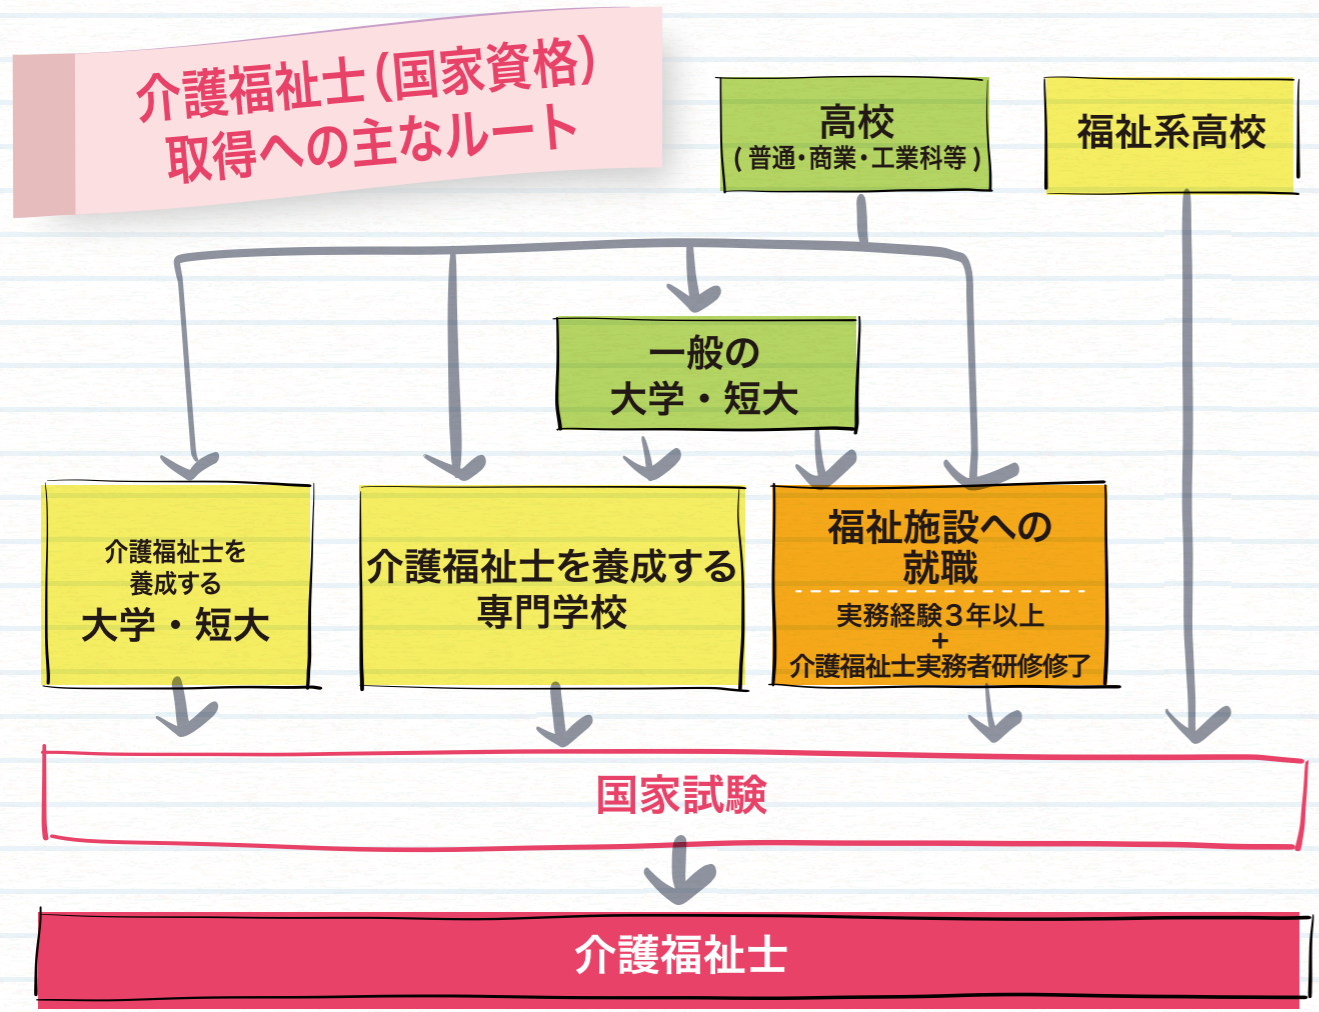 介護福祉士(国家資格)
取得への主なルート
高校
(普通・商業・工業科等)
福祉系高校
一般の
大学・短大
介護福祉士を
養成する
大学・短大
介護福祉士を養成する
専門学校
福祉施設への
就職
実務経験3年以上
+
介護福祉士実務者研修修了
国家試験
介護福祉士